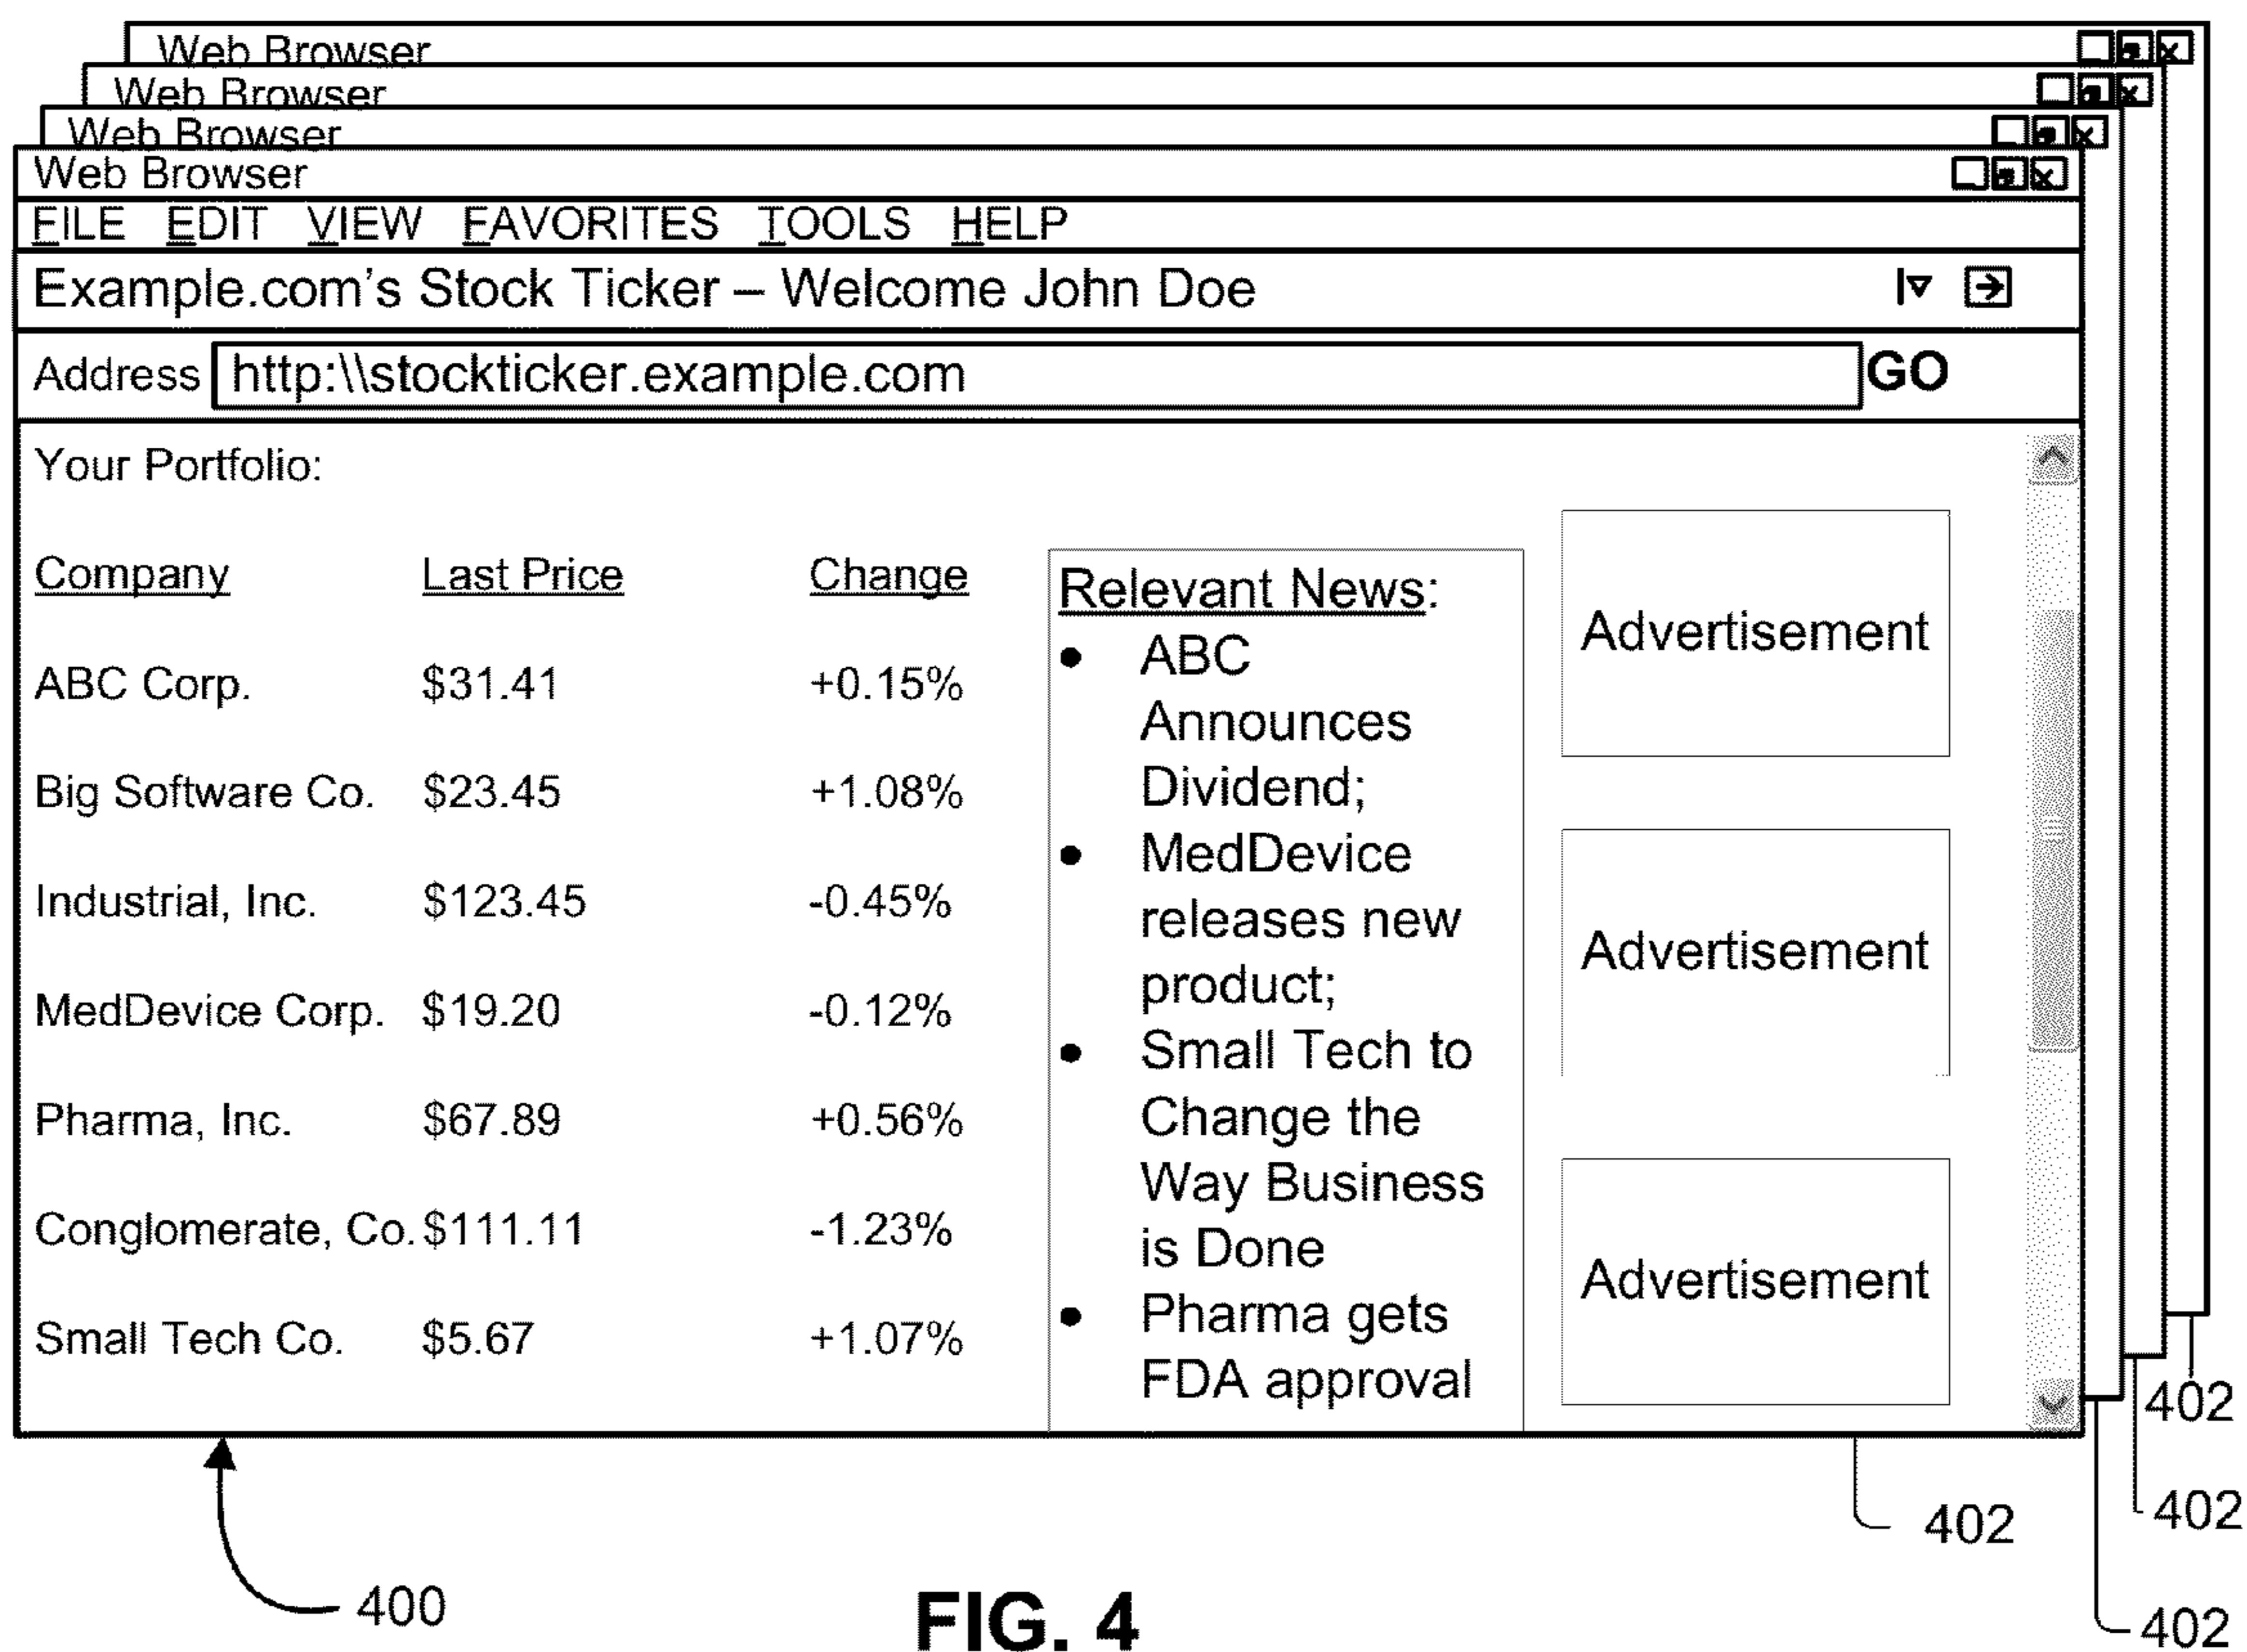 Web Browser
Web Browser
Web Browser
Web Browser
FILE EDIT VIEW FAVORITES TOOLS HELP
Example.com's Stock Ticker – Welcome John Doe
Address http:\\stockticker.example.com GO
Your Portfolio:
Company Last Price Change
ABC Corp. $31.41 +0.15%
Big Software Co. $23.45 +1.08%
Industrial, Inc. $123.45 -0.45%
MedDevice Corp. $19.20 -0.12%
Pharma, Inc. $67.89 +0.56%
Conglomerate, Co. $111.11 -1.23%
Small Tech Co. $5.67 +1.07%
Relevant News:
• ABC
Announces
Dividend;
• MedDevice
releases new
product;
• Small Tech to
Change the
Way Business
is Done
• Pharma gets
FDA approval
Advertisement
Advertisement
Advertisement
402
402
402
402
400
FIG. 4